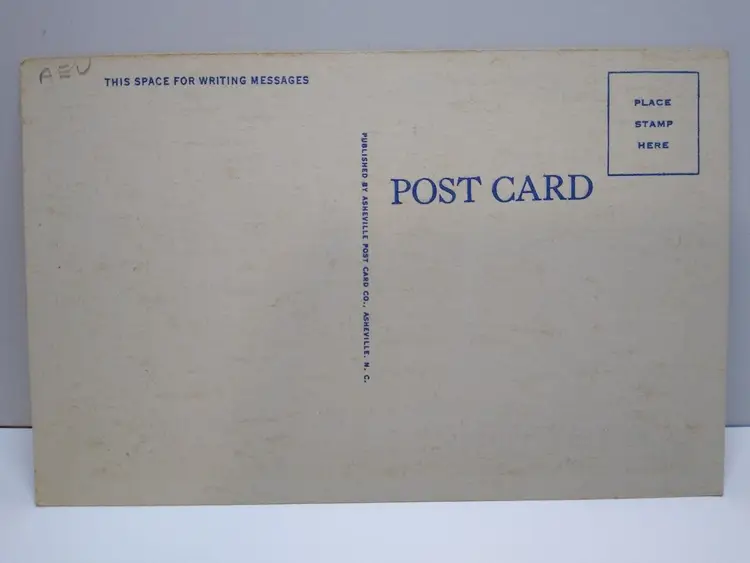 AEU
THIS SPACE FOR WRITING MESSAGES
PLACE
STAMP
HERE
POST CARD
PUBLISHED BY ASHEVILLE POST CARD CO., ASHEVILLE, N. C.